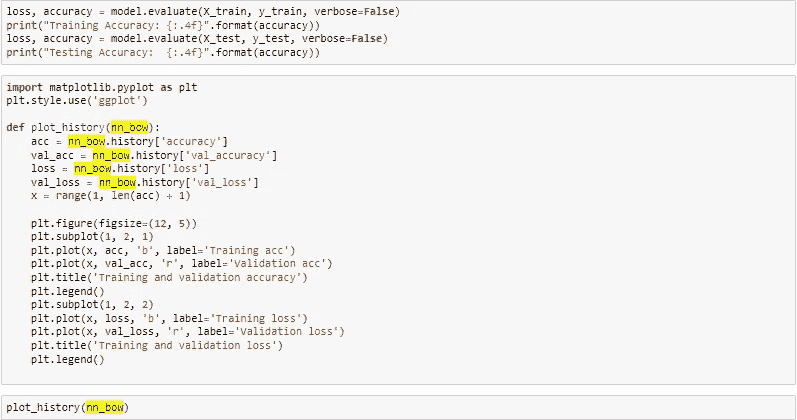 loss, accuracy = model.evaluate(X_train, y_train, verbose=False)
print("Training Accuracy: {:.4f}".format(accuracy))
loss, accuracy = model.evaluate(X_test, y_test, verbose=False)
print("Testing Accuracy:  {:.4f}".format(accuracy))
import matplotlib.pyplot as plt
plt.style.use('ggplot')
def plot_history(nn_bow):
    acc = nn_bow.history['accuracy']
    val_acc = nn_bow.history['val_accuracy']
    loss = nn_bow.history['loss']
    val_loss = nn_bow.history['val_loss']
    x = range(1, len(acc) + 1)
    plt.figure(figsize=(12, 5))
    plt.subplot(1, 2, 1)
    plt.plot(x, acc, 'b', label='Training acc')
    plt.plot(x, val_acc, 'r', label='Validation acc')
    plt.title('Training and validation accuracy')
    plt.legend()
    plt.subplot(1, 2, 2)
    plt.plot(x, loss, 'b', label='Training loss')
    plt.plot(x, val_loss, 'r', label='Validation loss')
    plt.title('Training and validation loss')
    plt.legend()
plot_history(nn_bow)